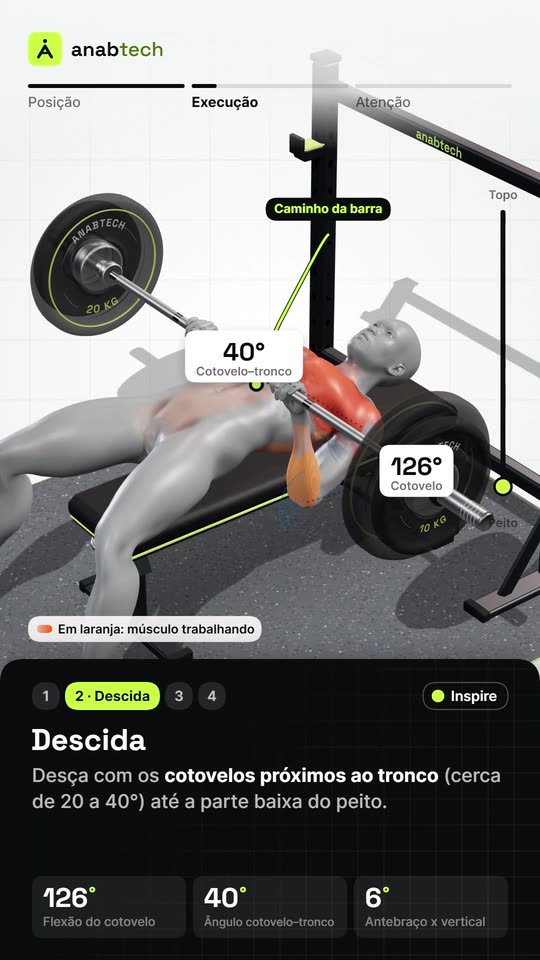 anabtech
Posição
Execução
Atenção
anabtech
Topo
Caminho da barra
ANABTECH
20 KG
40°
Cotovelo–tronco
126°
Cotovelo
10 KG
Peito
Em laranja: músculo trabalhando
1
2 · Descida
3
4
Inspire
Descida
Desça com os cotovelos próximos ao tronco (cerca
de 20 a 40°) até a parte baixa do peito.
126°
Flexão do cotovelo
40°
Ângulo cotovelo–tronco
6°
Antebraço x vertical